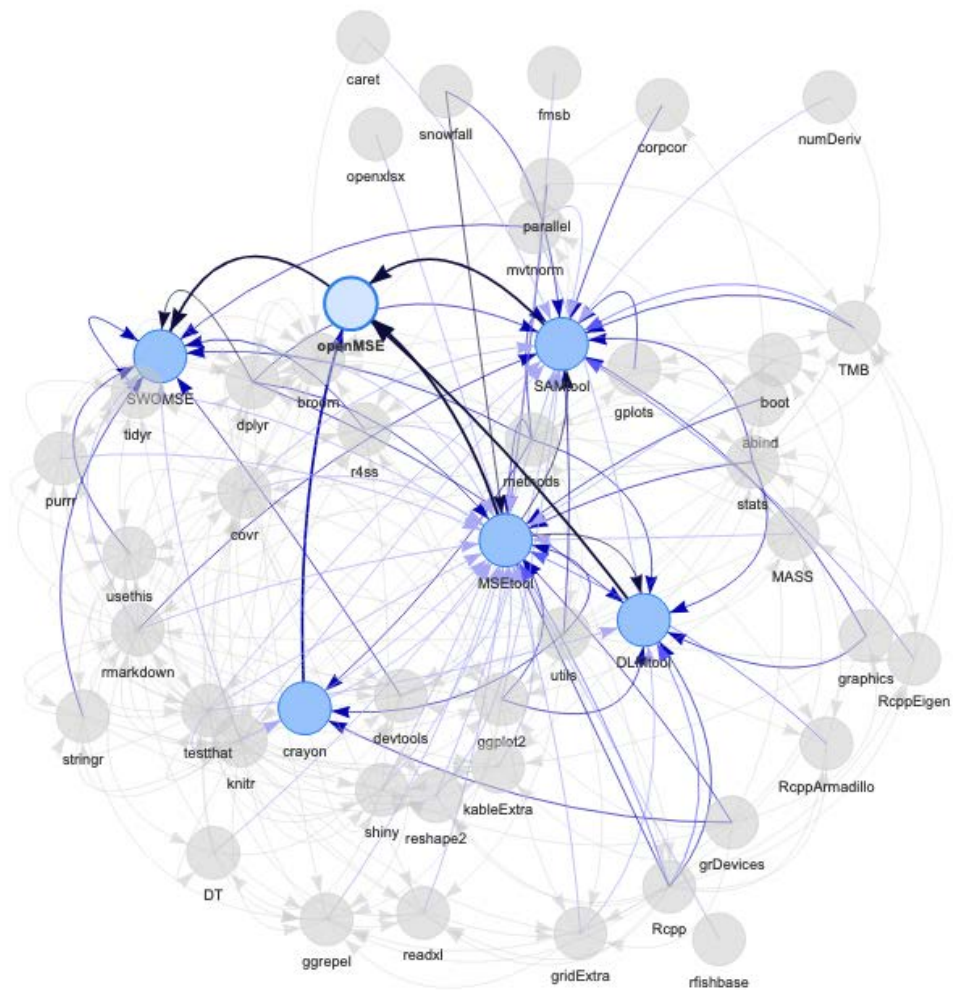 caret
snowfall
fmsb
corpcor
numDeriv
openxlsx
parallel
mvtnorm
openMSE
SAMtool
TMB
SWOMSE
gplots
broom
boot
tidyr
dplyr
abind
r4ss
methods
purrr
stats
covr
MSEtool
MASS
usethis
DLMtool
rmarkdown
utils
graphics
RcppEigen
devtools
ggplot2
testthat
crayon
stringr
knitr
RcppArmadillo
kableExtra
shiny
reshape2
grDevices
DT
Rcpp
readxl
ggrepel
gridExtra
rfishbase